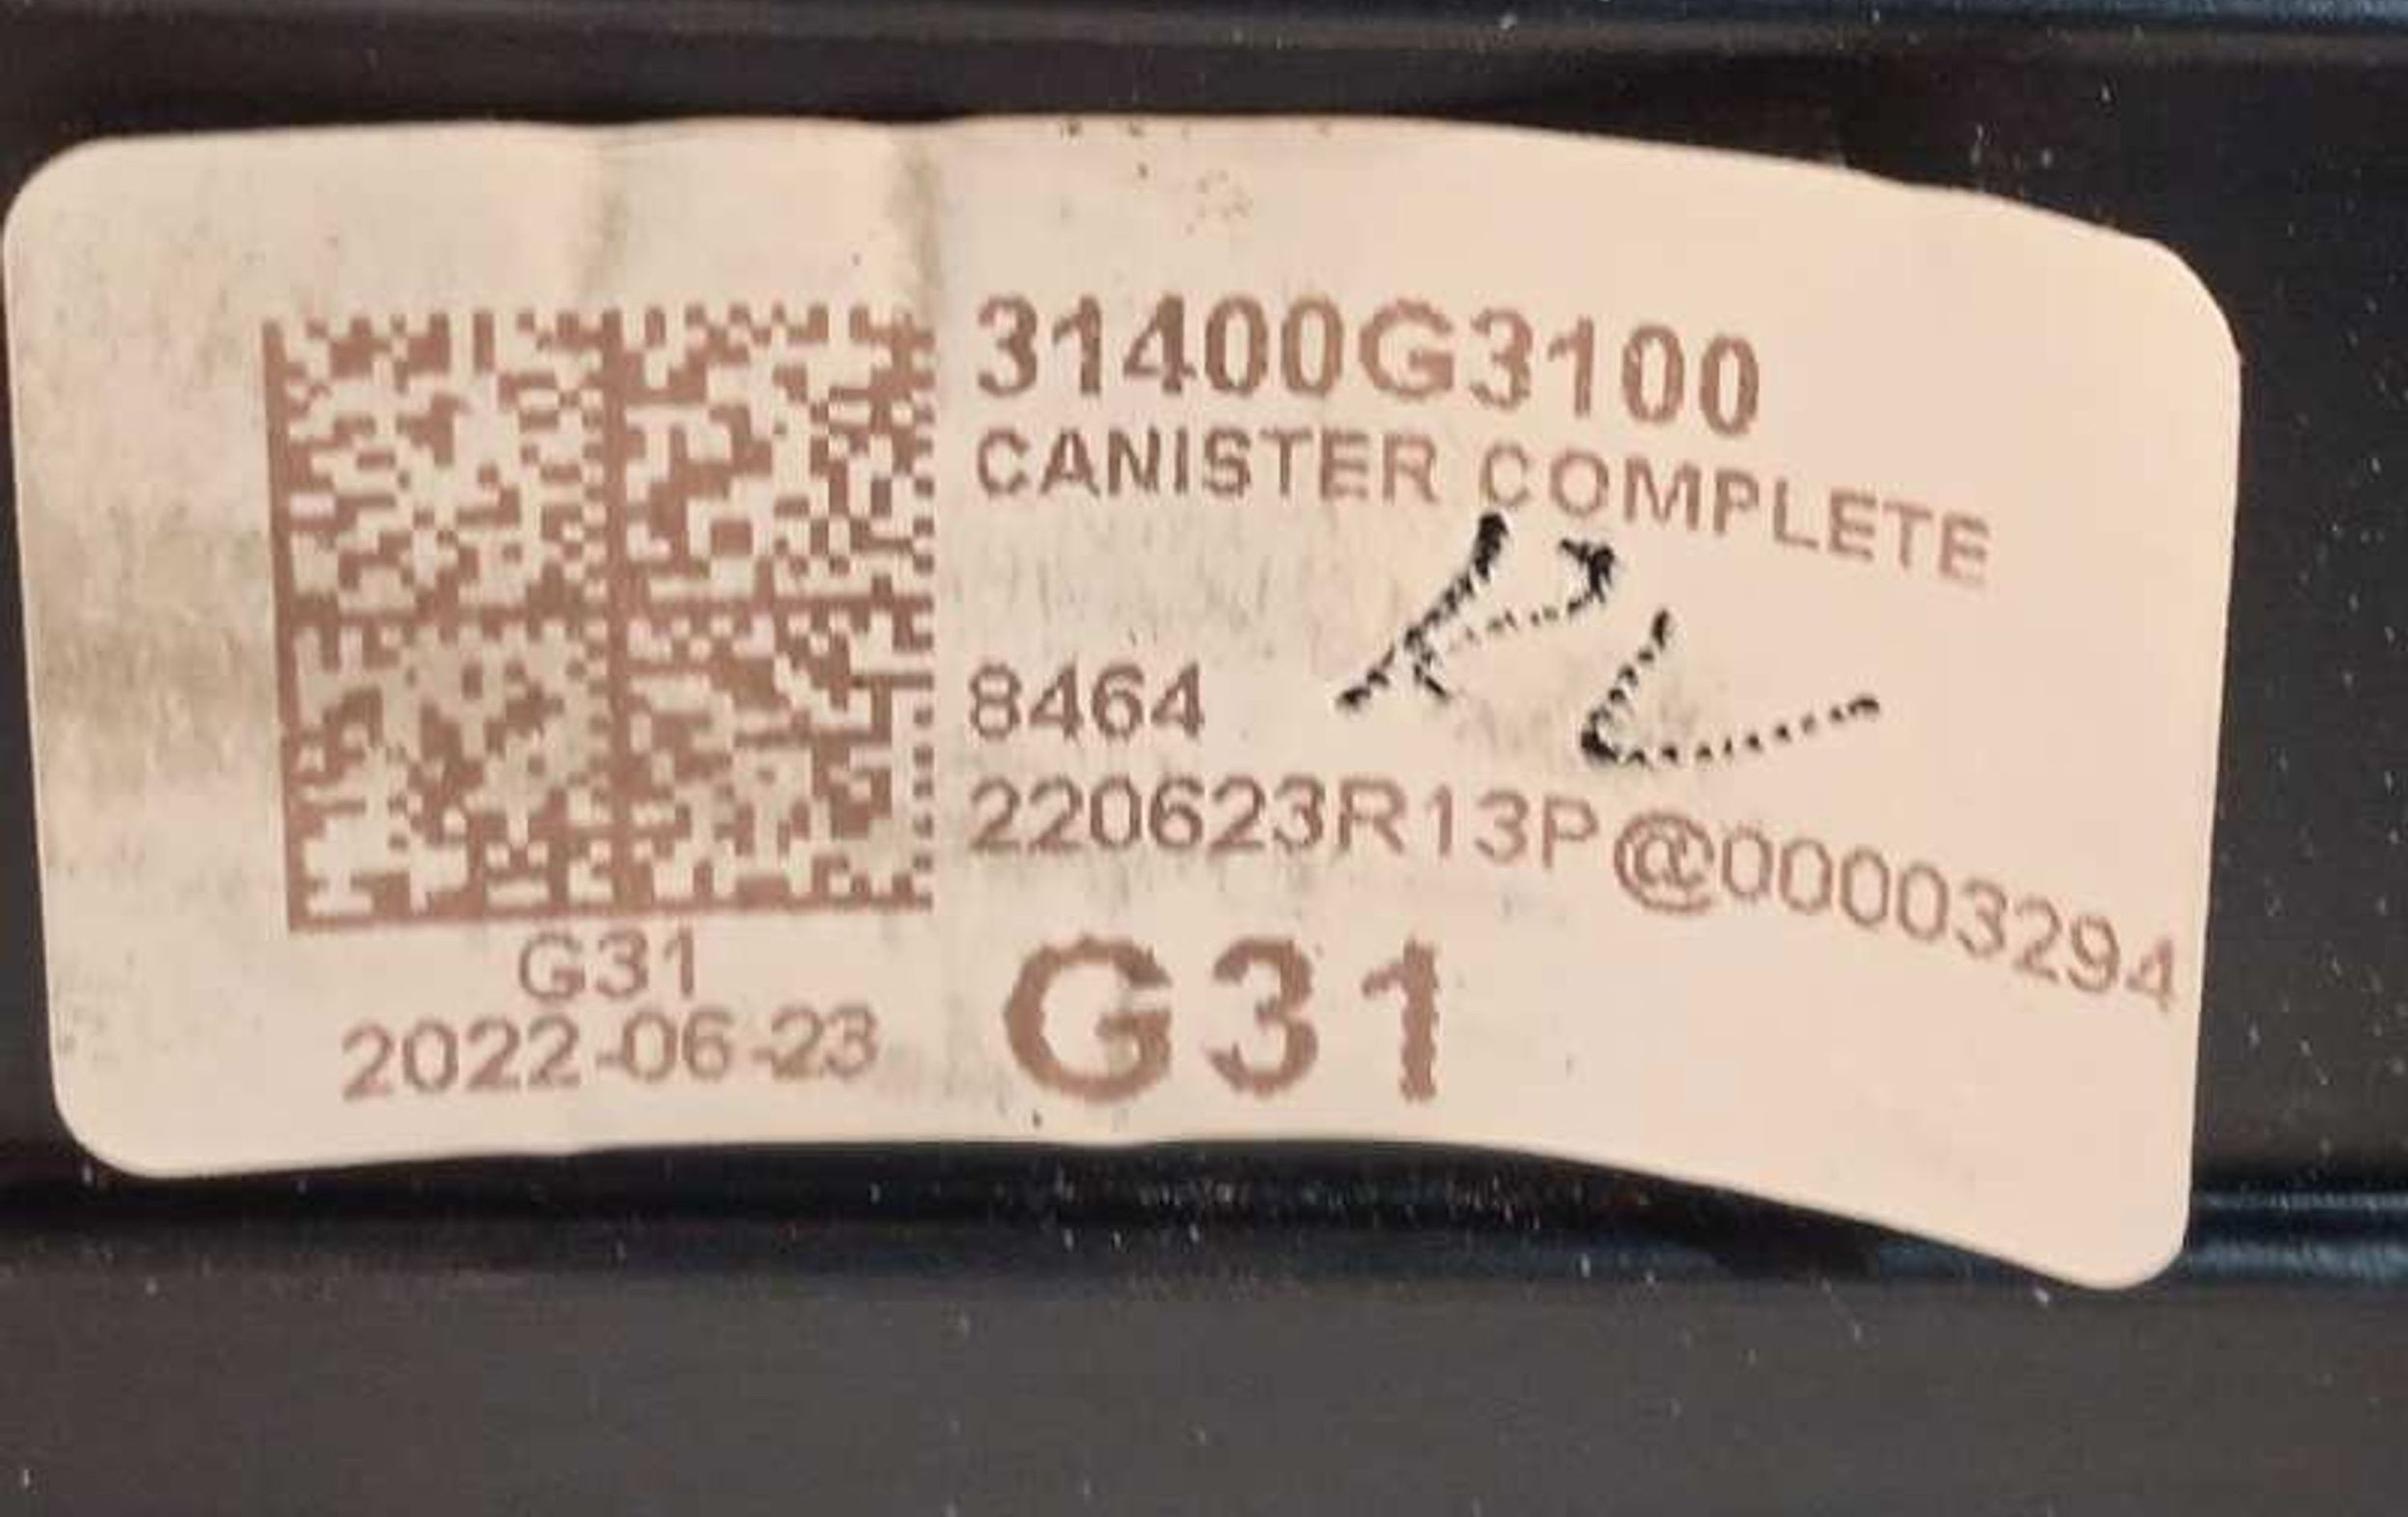 31400G3100
CANISTER COMPLETE
8464
220623R13P@00003294
G31
2022-06-23
G31